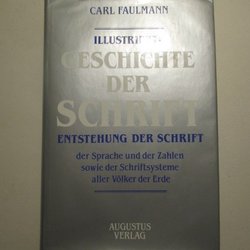 CARL FAULMANN
ILLUSTRIERTE
GESCHICHTE
DER
SCHRIFT
ENTSTEHUNG DER SCHRIFT
der Sprache und der Zahlen
sowie der Schriftsysteme
aller Völker der Erde
AUGUSTUS
VERLAG